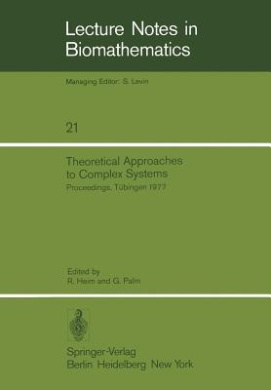 Lecture Notes in
Biomathematics
Managing Editor: S. Levin
21
Theoretical Approaches
to Complex Systems
Proceedings, Tübingen 1977
Edited by
R. Heim and G. Palm
Springer-Verlag
Berlin Heidelberg New York